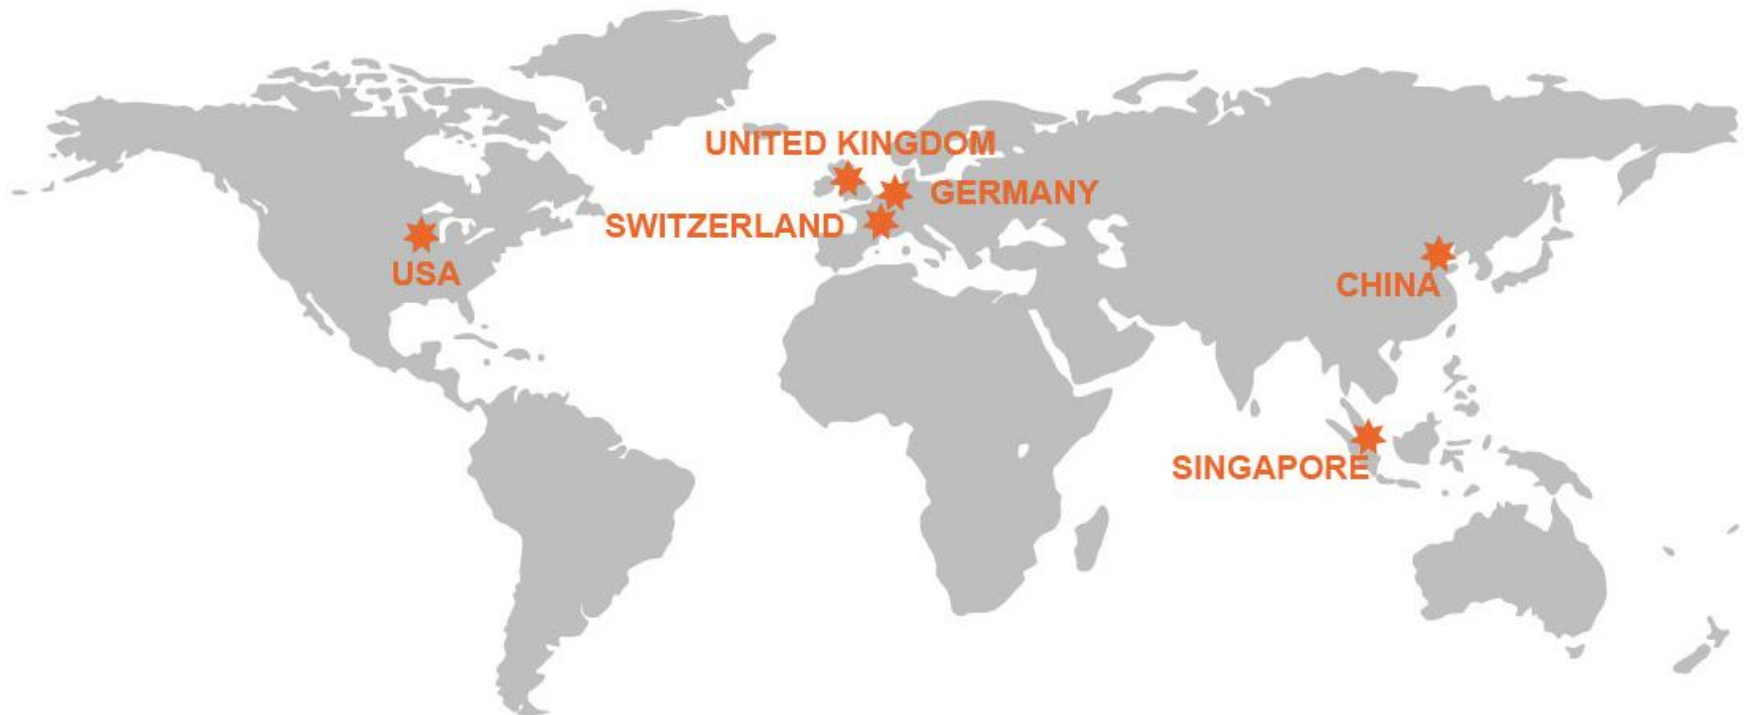 UNITED KINGDOM
GERMANY
SWITZERLAND
USA
CHINA
SINGAPORE